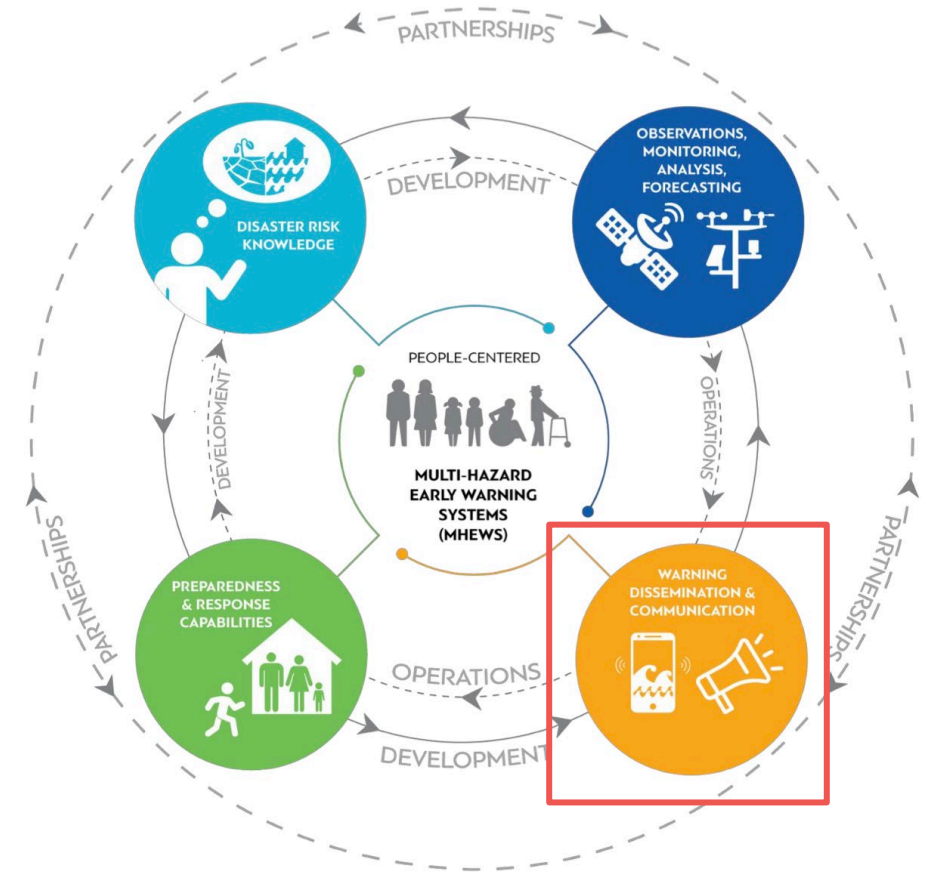 PARTNERSHIPS
OBSERVATIONS,
MONITORING,
ANALYSIS,
FORECASTING
DISASTER RISK
KNOWLEDGE
DEVELOPMENT
PEOPLE-CENTERED
DEVELOPMENT
OPERATIONS
MULTI-HAZARD
EARLY WARNING
SYSTEMS
(MHEWS)
PARTNERSHIPS
PARTNERSHIPS
PREPAREDNESS
& RESPONSE
CAPABILITIES
WARNING
DISSEMINATION &
COMMUNICATION
OPERATIONS
DEVELOPMENT